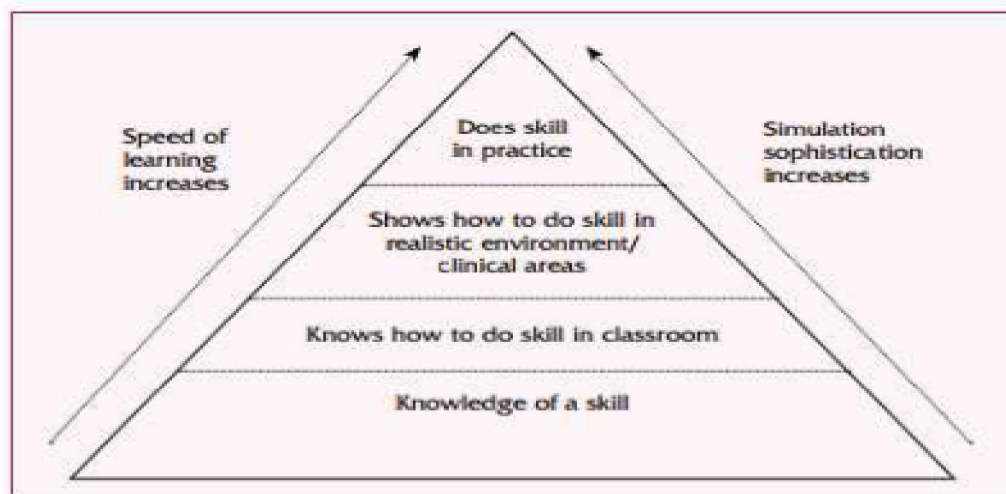 Speed of
learning
increases
Does skill
in practice
Simulation
sophistication
increases
Shows how to do skill in
realistic environment/
clinical areas
Knows how to do skill in classroom
Knowledge of a skill